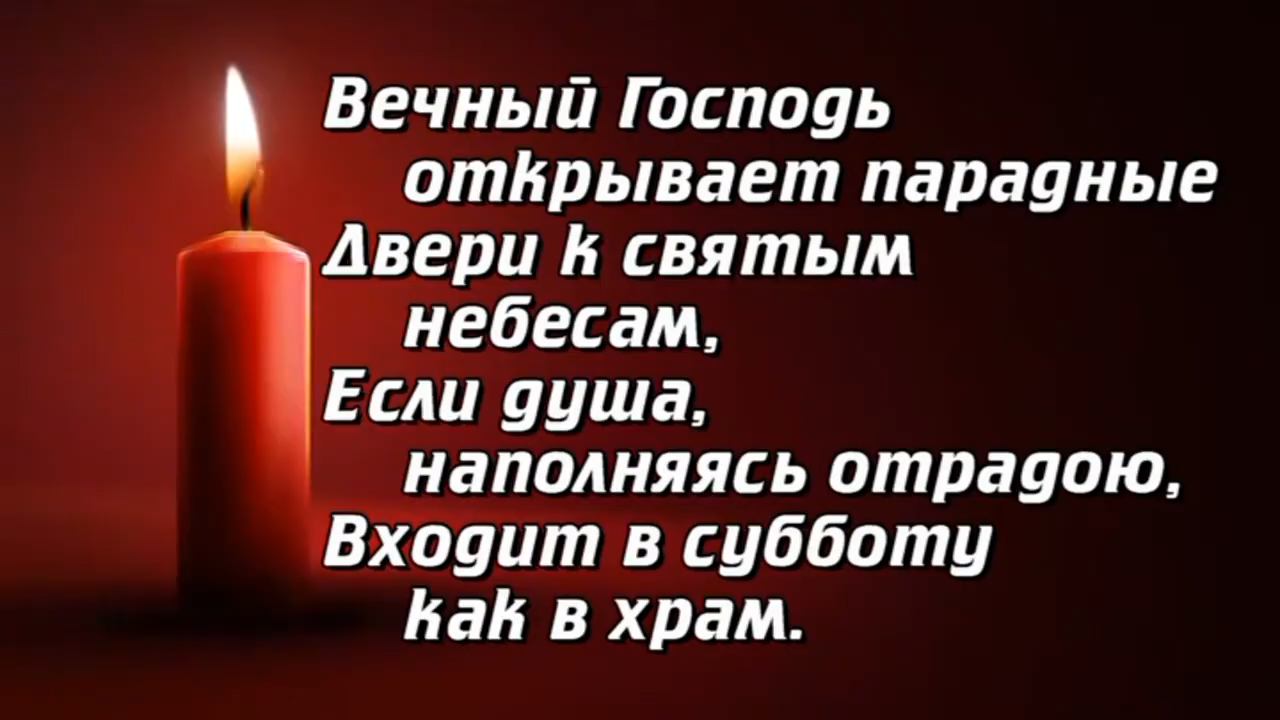 Вечный Господь
открывает парадные
Двери к святым
небесам,
Если душа,
наполняясь отрадою,
Входит в субботу
как в храм.